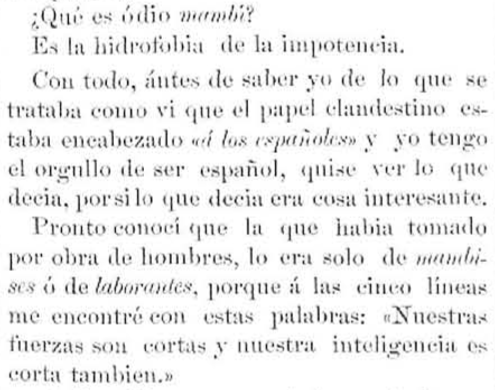 ¿Qué es ódio mambí?
Es la hidrofobia de la impotencia.
Con todo, ántes de saber yo de lo que se
trataba como vi que el papel clandestino es-
taba encabezado «á los españoles» y yo tengo
el orgullo de ser español, quise ver lo que
decia, por si lo que decia era cosa interesante.
Pronto conocí que la que habia tomado
por obra de hombres, lo era solo de mambi-
ses ó de laborantes, porque á las cinco líneas
me encontré con estas palabras: «Nuestras
fuerzas son cortas y nuestra inteligencia es
corta tambien.»